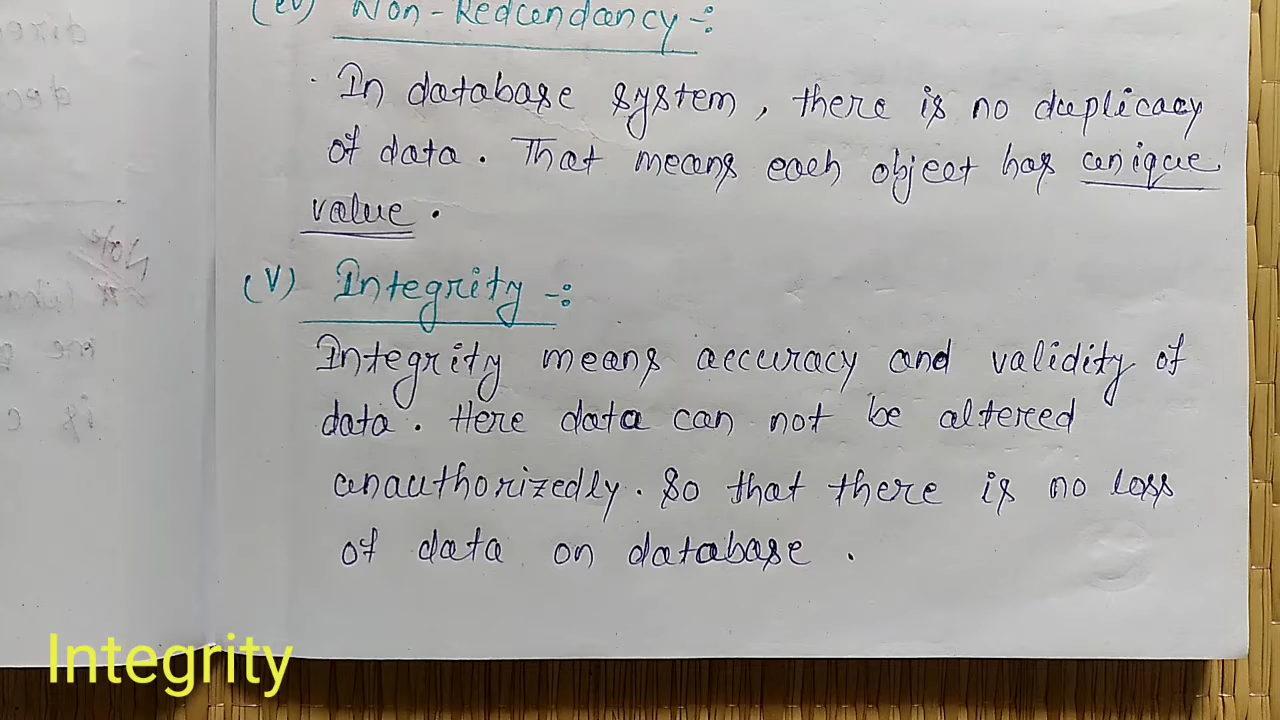 (iv) Non-Redundancy -:
In database system, there is no duplicacy
of data. That means each object has unique
value.
(V) Integrity -:
Integrity means accuracy and validity of
data. Here data can not be altered
unauthorizedly. So that there is no loss
of data on database.
Integrity